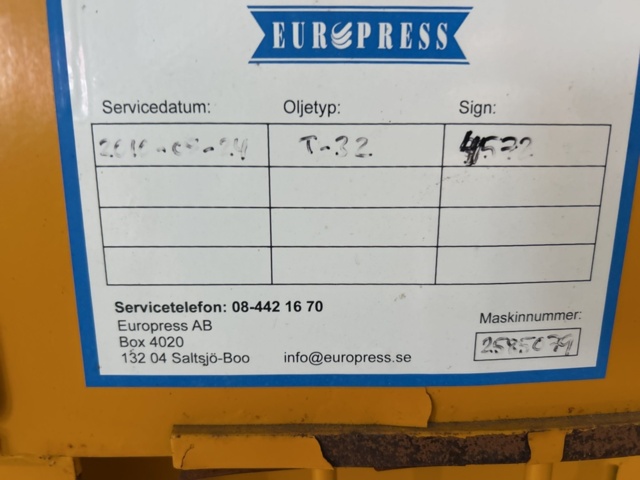 EUROPRESS
Servicedatum: Oljetyp: Sign:
T-32 4572
Servicetelefon: 08-442 16 70
Europress AB
Box 4020
132 04 Saltsjö-Boo info@europress.se
Maskinnummer: